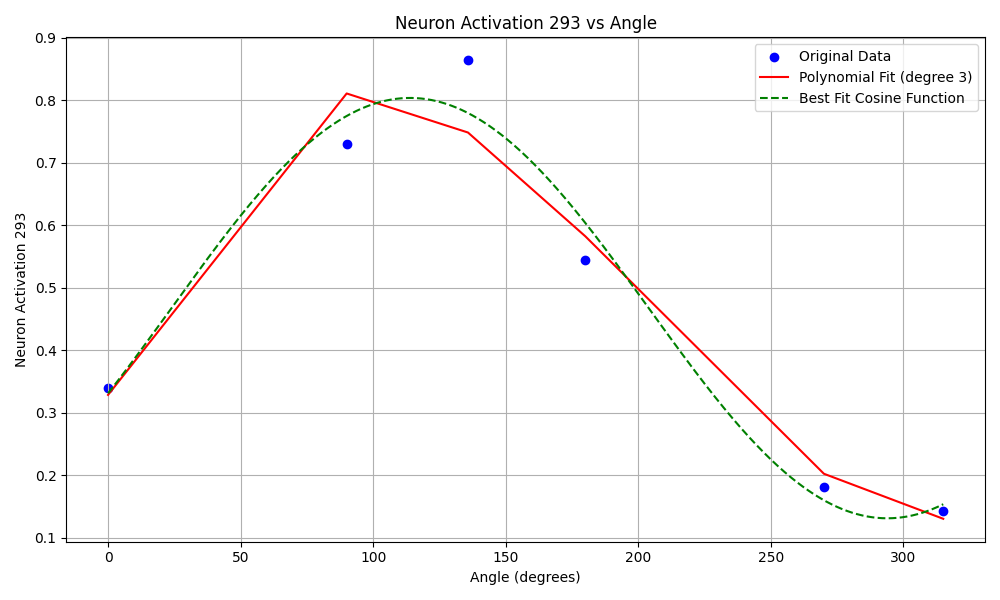 Neuron Activation 293 vs Angle
Original Data
Polynomial Fit (degree 3)
Best Fit Cosine Function
Neuron Activation 293
0.9
0.8
0.7
0.6
0.5
0.4
0.3
0.2
0.1
0
50
100
150
200
250
300
Angle (degrees)